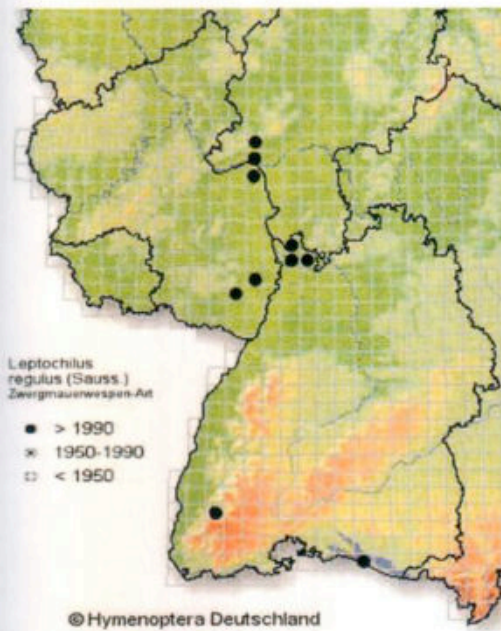 Leptochilus
regulus (Sauss.)
Zwergmauerwespen-Art
> 1990
1950-1990
< 1950
© Hymenoptera Deutschland